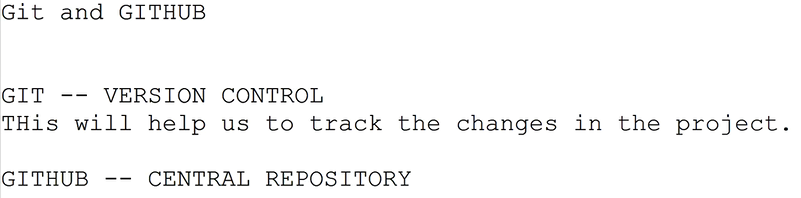 Git and GITHUB
GIT -- VERSION CONTROL
THis will help us to track the changes in the project.
GITHUB -- CENTRAL REPOSITORY